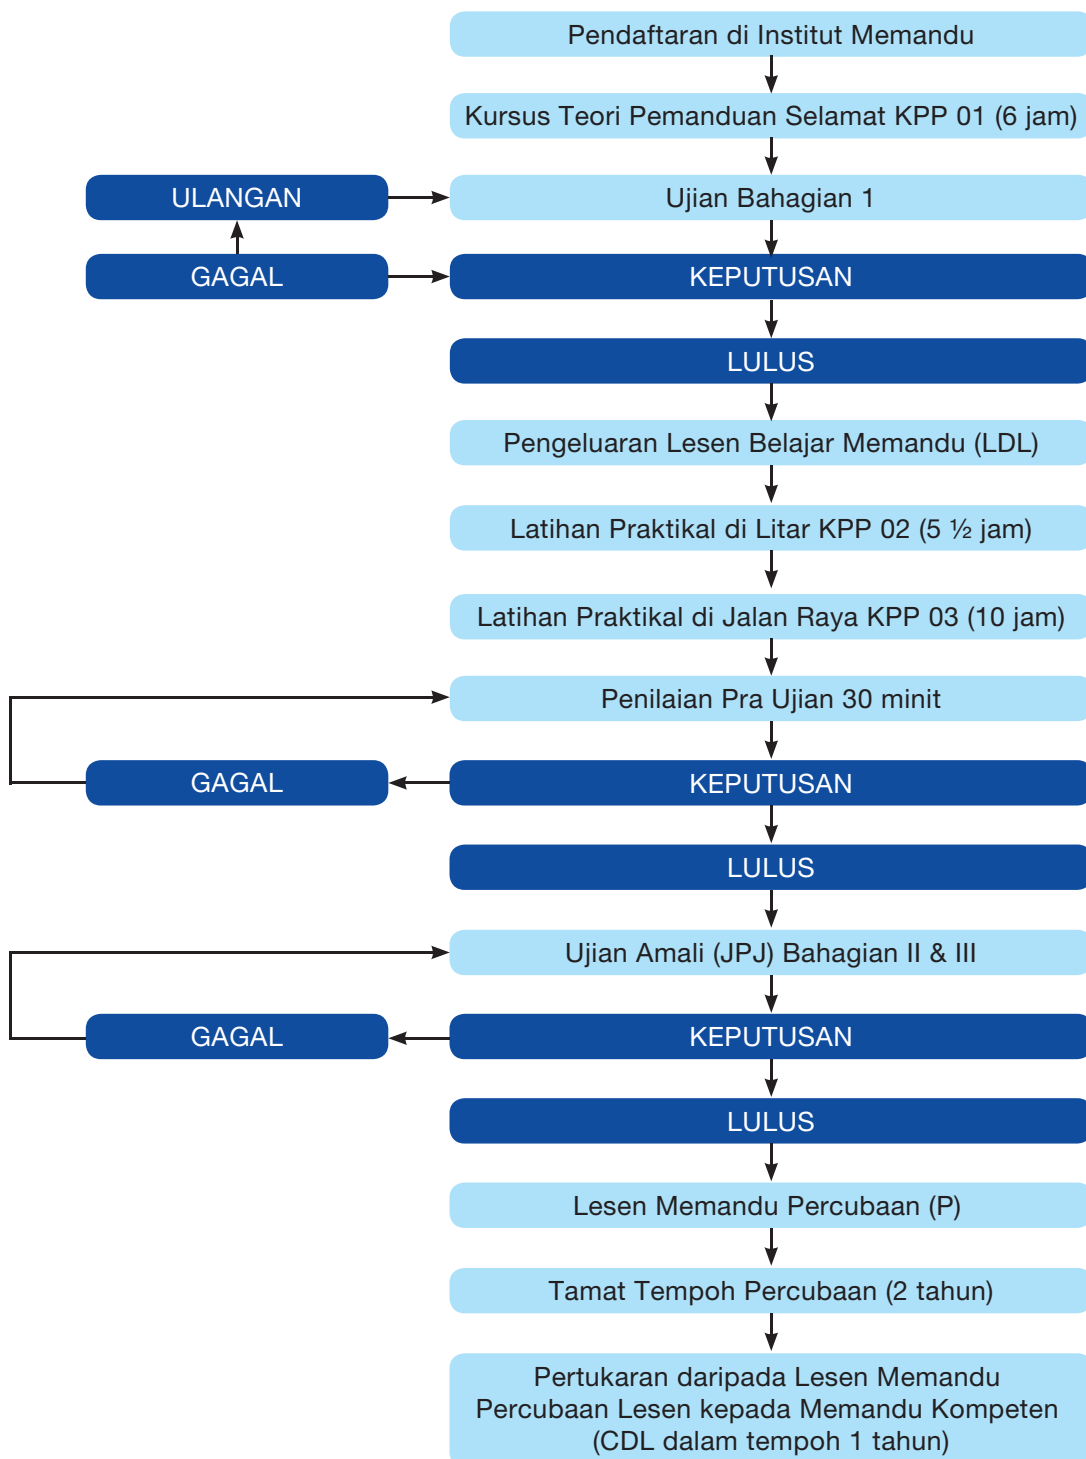 Pendaftaran di Institut Memandu
Kursus Teori Pemanduan Selamat KPP 01 (6 jam)
ULANGAN
Ujian Bahagian 1
GAGAL
KEPUTUSAN
LULUS
Pengeluaran Lesen Belajar Memandu (LDL)
Latihan Praktikal di Litar KPP 02 (5 ½ jam)
Latihan Praktikal di Jalan Raya KPP 03 (10 jam)
Penilaian Pra Ujian 30 minit
GAGAL
KEPUTUSAN
LULUS
Ujian Amali (JPJ) Bahagian II & III
GAGAL
KEPUTUSAN
LULUS
Lesen Memandu Percubaan (P)
Tamat Tempoh Percubaan (2 tahun)
Pertukaran daripada Lesen Memandu
Percubaan Lesen kepada Memandu Kompeten
(CDL dalam tempoh 1 tahun)